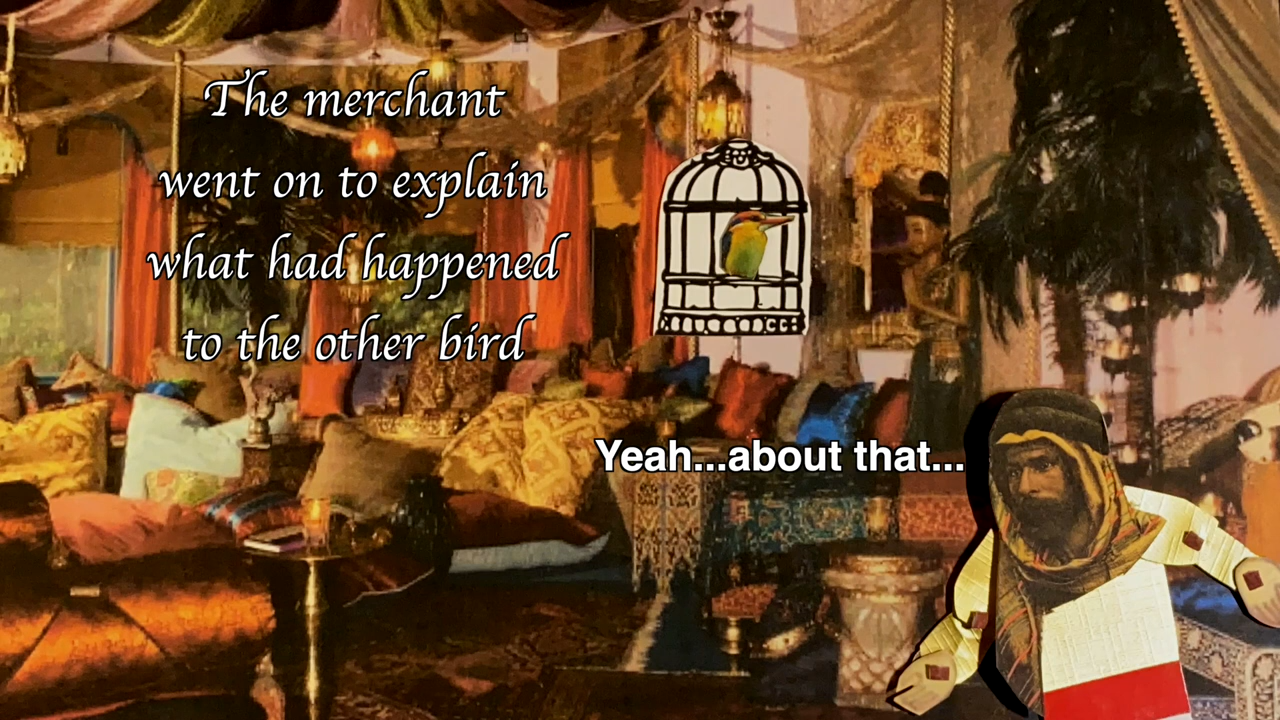 The merchant
went on to explain
what had happened
to the other bird
Yeah...about that...